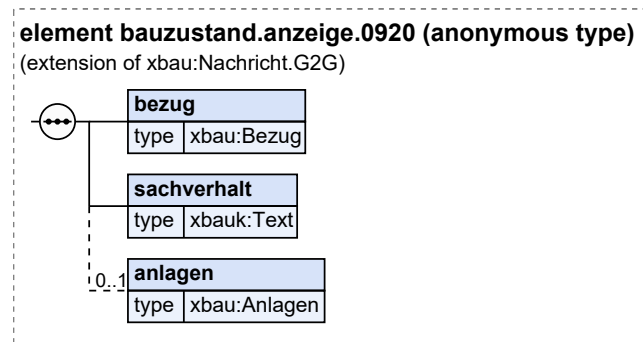 element bauzustand.anzeige.0920 (anonymous type)
(extension of xbau:Nachricht.G2G)
bezug
type xbau:Bezug
sachverhalt
type xbauk:Text
0..1 anlagen
type xbau:Anlagen